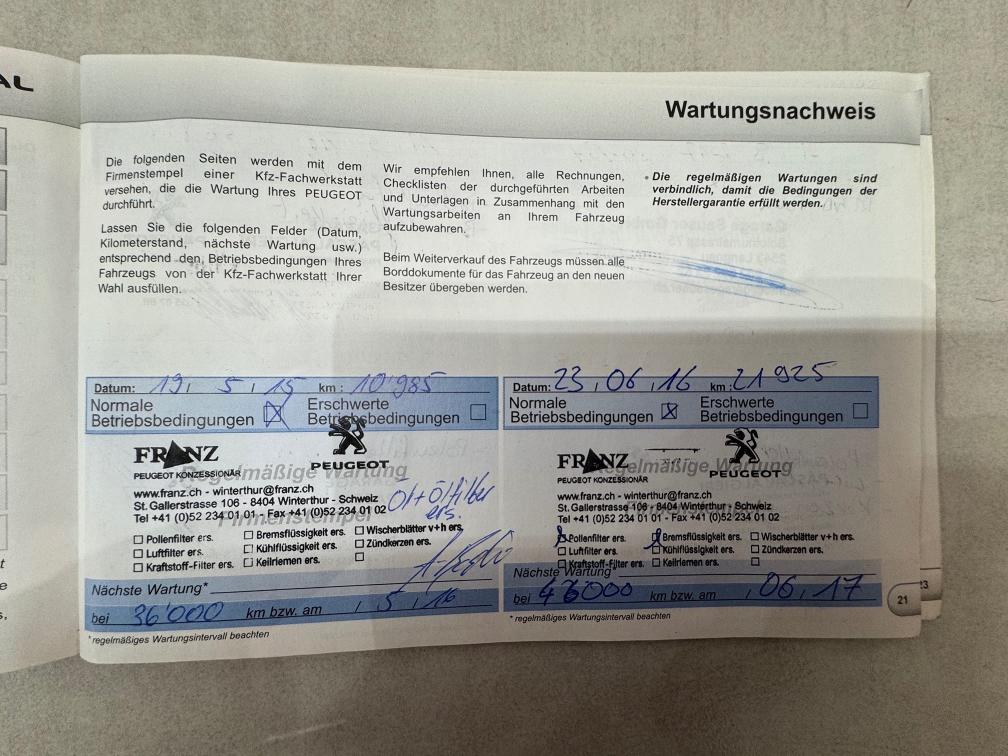 AL
Wartungsnachweis
Die folgenden Seiten werden mit dem
Firmenstempel einer Kfz-Fachwerkstatt
versehen, die die Wartung Ihres PEUGEOT
durchführt.
Lassen Sie die folgenden Felder (Datum,
Kilometerstand, nächste Wartung usw.)
entsprechend den Betriebsbedingungen Ihres
Fahrzeugs von der Kfz-Fachwerkstatt Ihrer
Wahl ausfüllen.
Wir empfehlen Ihnen, alle Rechnungen,
Checklisten der durchgeführten Arbeiten
und Unterlagen in Zusammenhang mit den
Wartungsarbeiten an Ihrem Fahrzeug
aufzubewahren.
Beim Weiterverkauf des Fahrzeugs müssen alle
Borddokumente für das Fahrzeug an den neuen
Besitzer übergeben werden.
• Die regelmäßigen Wartungen sind
verbindlich, damit die Bedingungen der
Herstellergarantie erfüllt werden.
Datum: 19 / 5 / 15 km : 10'985
Normale
Betriebsbedingungen ☒
Erschwerte
Betriebsbedingungen ☐
FRANZ
PEUGEOT KONZESSIONÄR
PEUGEOT
Regelmäßige Wartung
www.franz.ch - winterthur@franz.ch
St. Gallerstrasse 106 - 8404 Winterthur - Schweiz
Tel +41 (0)52 234 01 01 - Fax +41 (0)52 234 01 02
Firmenstempel
Öl + Ölfilter
ers.
☐ Pollenfilter ers. ☐ Bremsflüssigkeit ers. ☐ Wischerblätter v+h ers.
☐ Luftfilter ers. ☐ Kühlflüssigkeit ers. ☐ Zündkerzen ers.
☐ Kraftstoff-Filter ers. ☐ Keilriemen ers. ☐
Nächste Wartung*
bei 36'000 km bzw. am / 5 / 16
* regelmäßiges Wartungsintervall beachten
Datum: 23 / 06 / 16 km : 21'925
Normale
Betriebsbedingungen ☒
Erschwerte
Betriebsbedingungen ☐
FRANZ
PEUGEOT KONZESSIONÄR
PEUGEOT
Regelmäßige Wartung
www.franz.ch - winterthur@franz.ch
St. Gallerstrasse 106 - 8404 Winterthur - Schweiz
Tel +41 (0)52 234 01 01 - Fax +41 (0)52 234 01 02
Pollenfilter ers. Bremsflüssigkeit ers. ☐ Wischerblätter v+h ers.
☐ Luftfilter ers. ☐ Kühlflüssigkeit ers. ☐ Zündkerzen ers.
☐ Kraftstoff-Filter ers. ☐ Keilriemen ers. ☐
Nächste Wartung*
bei km bzw. am / 06 / 17
* regelmäßiges Wartungsintervall beachten
21
23